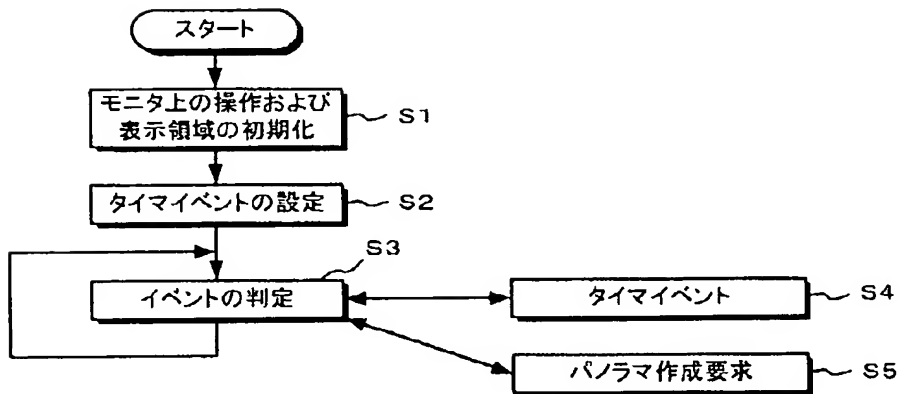 スタート
モニタ上の操作および
表示領域の初期化
S1
タイマイベントの設定
S2
S3
イベントの判定
タイマイベント
S4
パノラマ作成要求
S5